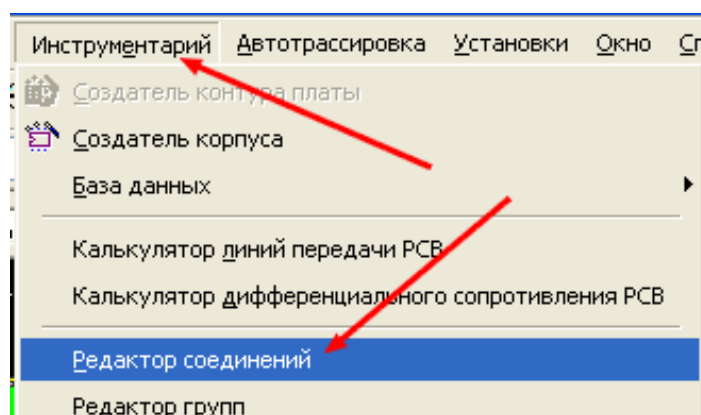 Инструментарий Автотрассировка Установки Окно
Создатель контура платы
Создатель корпуса
База данных
Калькулятор линий передачи PCB
Калькулятор дифференциального сопротивления PCB
Редактор соединений
Редактор групп